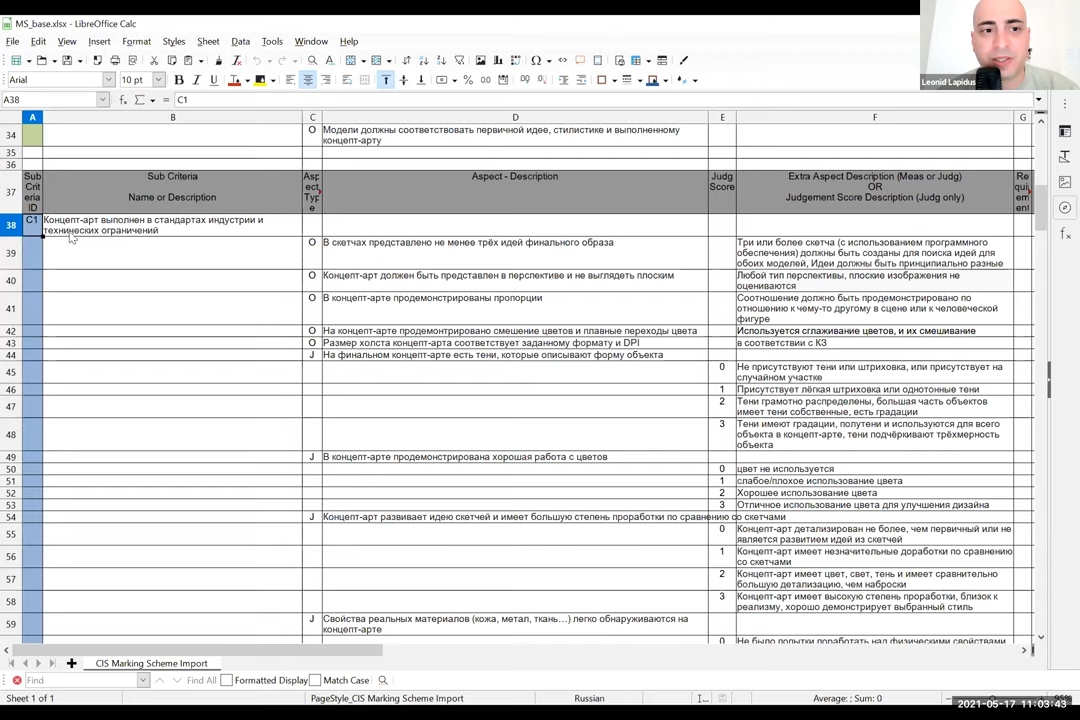 MS_base.xlsx - LibreOffice Calc
File Edit View Insert Format Styles Sheet Data Tools Window Help
Arial 10 pt
A38 C1
Leonid Lapidus
A B C D E F G
34 О Модели должны соответствовать первичной идее, стилистике и выполненному
концепт-арту
35
36
37 Sub Criteria ID Sub Criteria Name or Description Aspect Type Aspect - Description Judg Score Extra Aspect Description (Meas or Judg)
OR
Judgement Score Description (Judg only) Requirement
38 C1 Концепт-арт выполнен в стандартах индустрии и
технических ограничений
39 О В скетчах представлено не менее трёх идей финального образа Три или более скетча (с использованием программного
обеспечения) должны быть созданы для поиска идей для
обоих моделей, Идеи должны быть принципиально разные
40 О Концепт-арт должен быть представлен в перспективе и не выглядеть плоским Любой тип перспективы, плоские изображения не
оцениваются
41 О В концепт-арте продемонстрированы пропорции Соотношение должно быть продемонстрировано по
отношению к чему-то другому в сцене или к человеческой
фигуре
42 О На концепт-арте продемонтрировано смешение цветов и плавные переходы цвета Используется сглаживание цветов, и их смешивание
43 О Размер холста концепт-арта соответствует заданному формату и DPI в соответствии с КЗ
44 J На финальном концепт-арте есть тени, которые описывают форму объекта
45 0 Не присутствуют тени или штриховка, или присутствует на
случайном участке
46 1 Присутствует лёгкая штриховка или однотонные тени
47 2 Тени грамотно распределены, большая часть объектов
имеет тени собственные, есть градации
48 3 Тени имеют градации, полутени и используются для всего
объекта в концепт-арте, тени подчёркивают трёхмерность
объекта
49 J В концепт-арте продемонстрирована хорошая работа с цветов
50 0 цвет не используется
51 1 слабое/плохое использование цвета
52 2 Хорошее использование цвета
53 3 Отличное использование цвета для улучшения дизайна
54 J Концепт-арт развивает идею скетчей и имеет большую степень проработки по сравнению со скетчами
55 0 Концепт-арт детализирован не более, чем первичный или не
является развитием идей из скетчей
56 1 Концепт-арт имеет незначительные доработки по сравнению
со скетчами
57 2 Концепт-арт имеет цвет, свет, тень и имеет сравнительно
большую детализацию, чем наброски
58 3 Концепт-арт имеет высокую степень проработки, близок к
реализму, хорошо демонстрирует выбранный стиль
59 J Свойства реальных материалов (кожа, метал, ткань...) легко обнаруживаются на
концепт-арте
0 Не было попытки поработать над физическими свойствами
CIS Marking Scheme Import
Find Find All Formatted Display Match Case
Sheet 1 of 1 PageStyle_CIS Marking Scheme Import Russian Average: ; Sum: 0 95%
2021-05-17 11:03:43